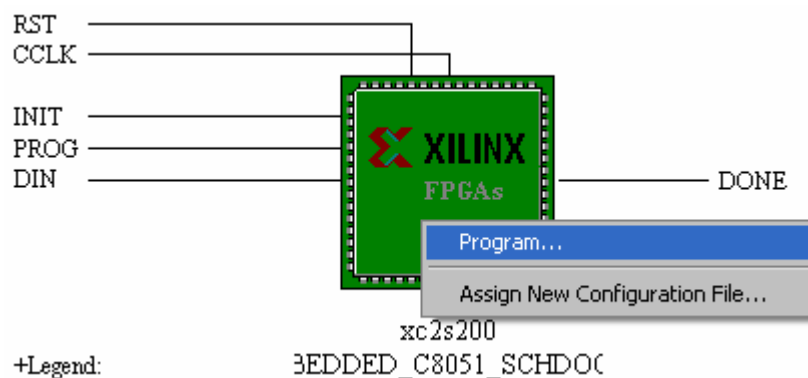 RST
CCLK
INIT
PROG
DIN
XILINX
FPGAs
DONE
Program...
Assign New Configuration File...
xc2s200
+Legend:
BEDDED_C8051_SCHDOC